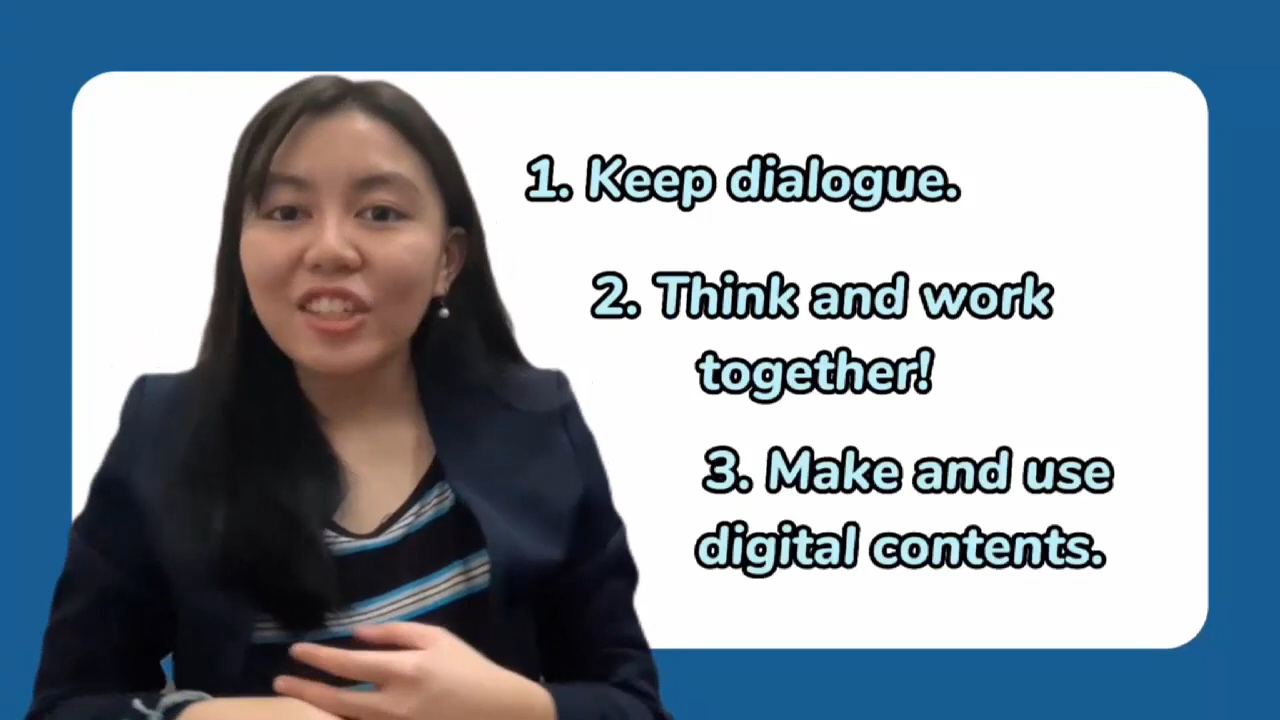 1. Keep dialogue.
2. Think and work
together!
3. Make and use
digital contents.